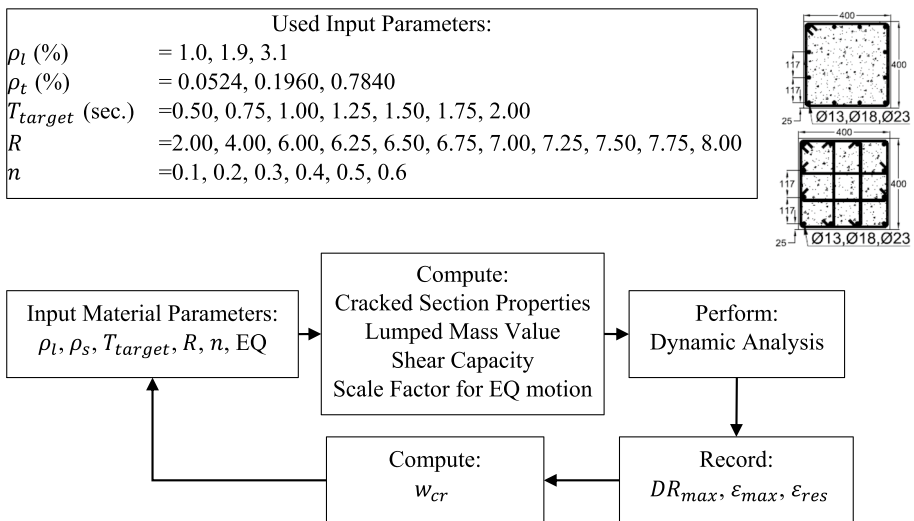 Used Input Parameters:
ρ_l (%) = 1.0, 1.9, 3.1
ρ_t (%) = 0.0524, 0.1960, 0.7840
T_target (sec.) =0.50, 0.75, 1.00, 1.25, 1.50, 1.75, 2.00
R =2.00, 4.00, 6.00, 6.25, 6.50, 6.75, 7.00, 7.25, 7.50, 7.75, 8.00
n =0.1, 0.2, 0.3, 0.4, 0.5, 0.6
400
117
400
117
25
Ø13,Ø18,Ø23
400
117
400
117
25
Ø13,Ø18,Ø23
Input Material Parameters:
ρ_l, ρ_s, T_target, R, n, EQ
Compute:
Cracked Section Properties
Lumped Mass Value
Shear Capacity
Scale Factor for EQ motion
Perform:
Dynamic Analysis
Compute:
w_cr
Record:
DR_max, ε_max, ε_res